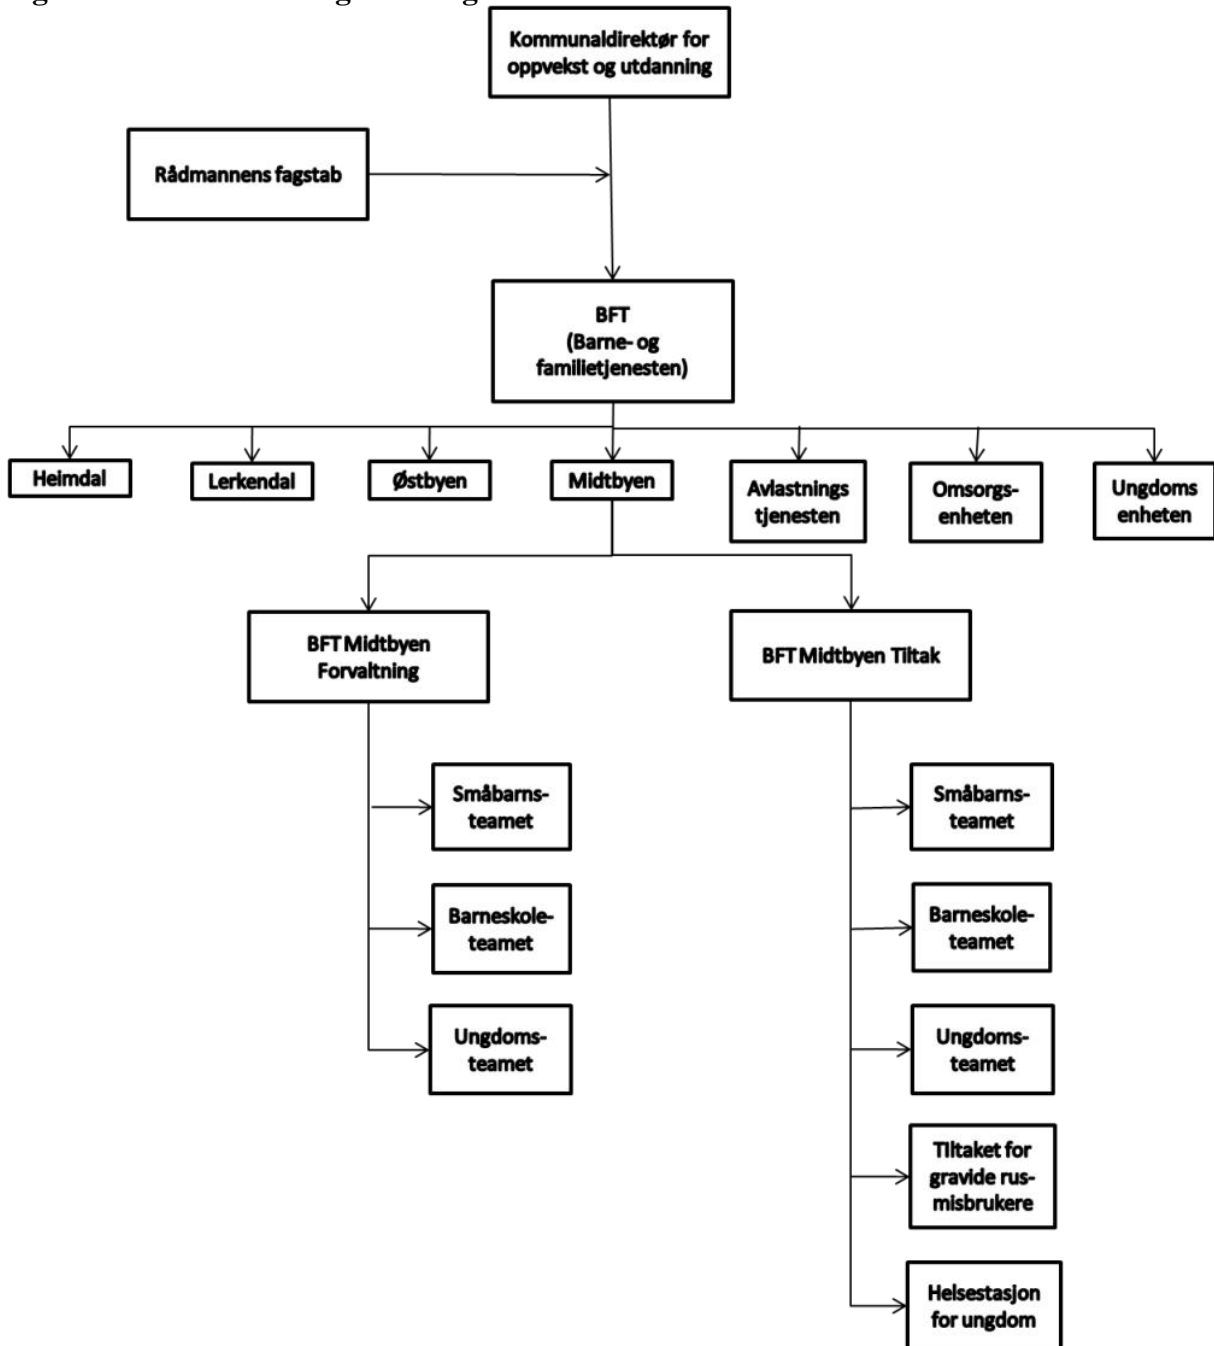 Kommunaldirektør for
oppvekst og utdanning
Rådmannens fagstab
BFT
(Barne- og
familietjenesten)
Heimdal
Lerkendal
Østbyen
Midtbyen
Avlastnings
tjenesten
Omsorgs-
enheten
Ungdoms
enheten
BFT Midtbyen
Forvaltning
BFT Midtbyen Tiltak
Småbarns-
teamet
Barneskole-
teamet
Ungdoms-
teamet
Småbarns-
teamet
Barneskole-
teamet
Ungdoms-
teamet
TIltaket for
gravide rus-
misbrukere
Helsestasjon
for ungdom